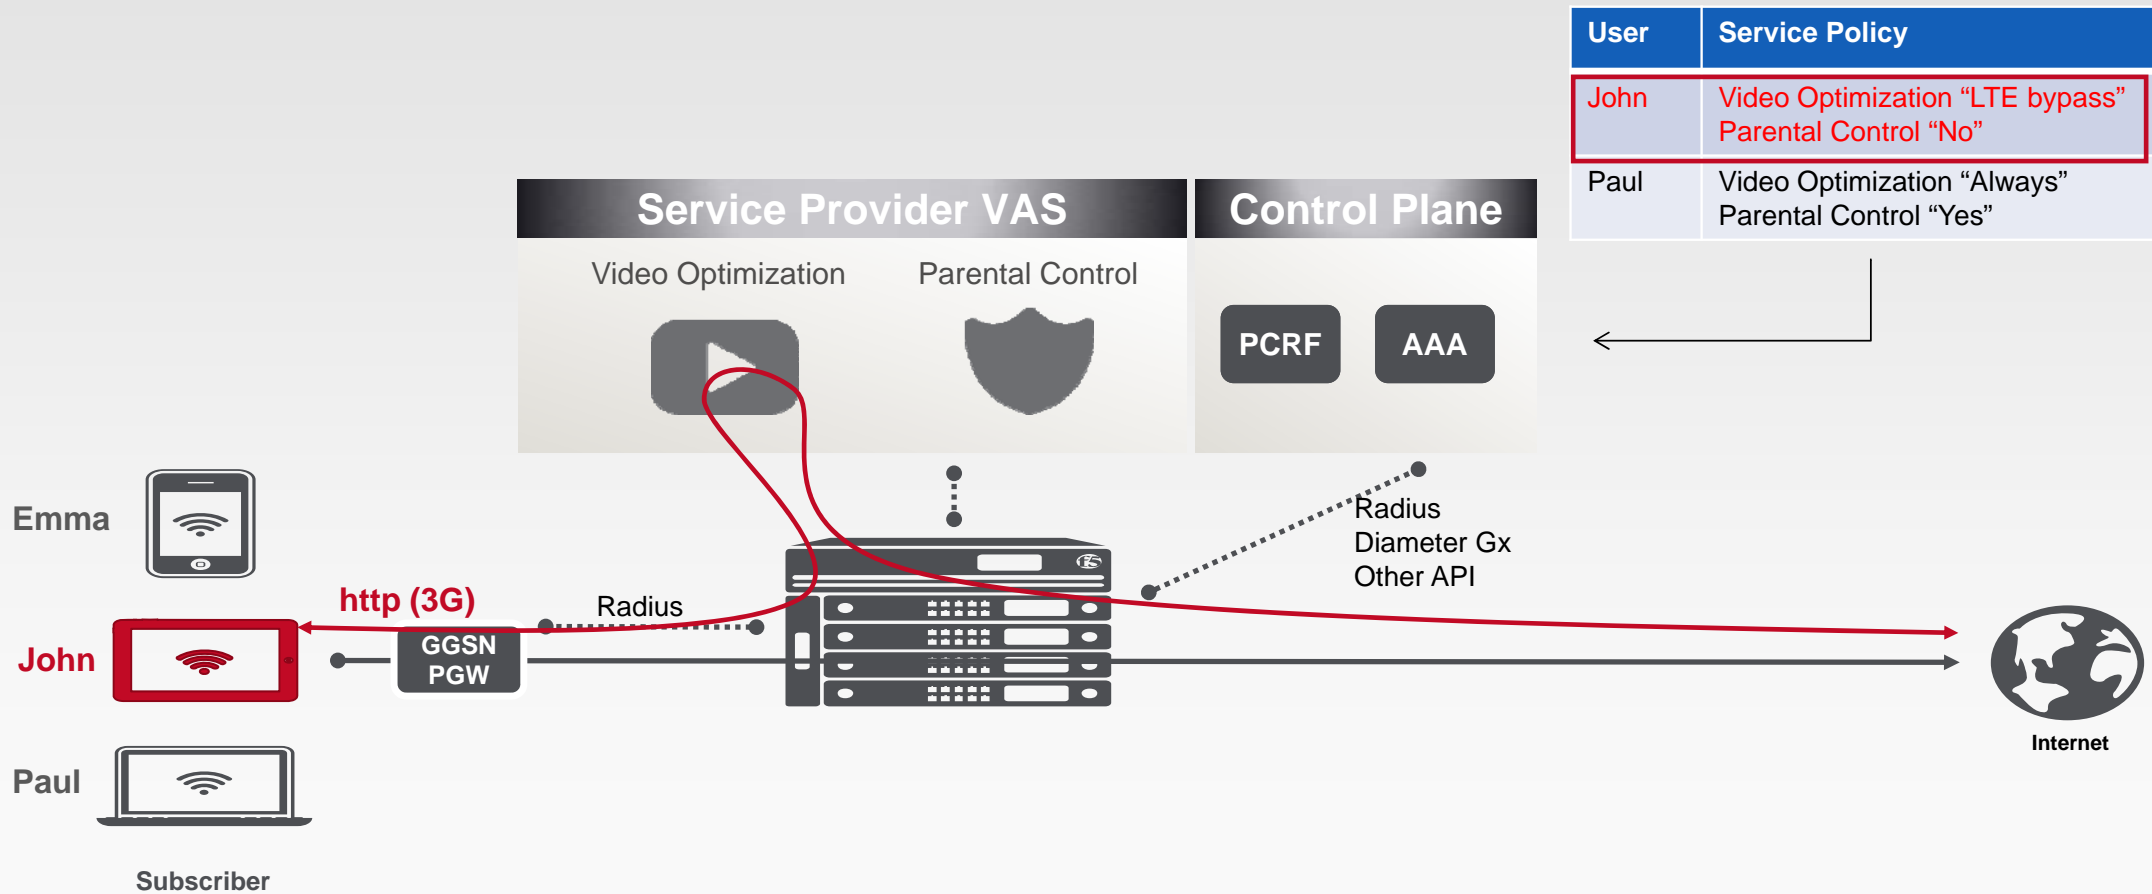 User Service Policy
John Video Optimization “LTE bypass”
Parental Control “No”
Paul Video Optimization “Always”
Parental Control “Yes”
Service Provider VAS
Control Plane
Video Optimization
Parental Control
PCRF
AAA
Radius
Diameter Gx
Other API
Emma
http (3G)
Radius
John
GGSN
PGW
Paul
Subscriber
f5
Internet